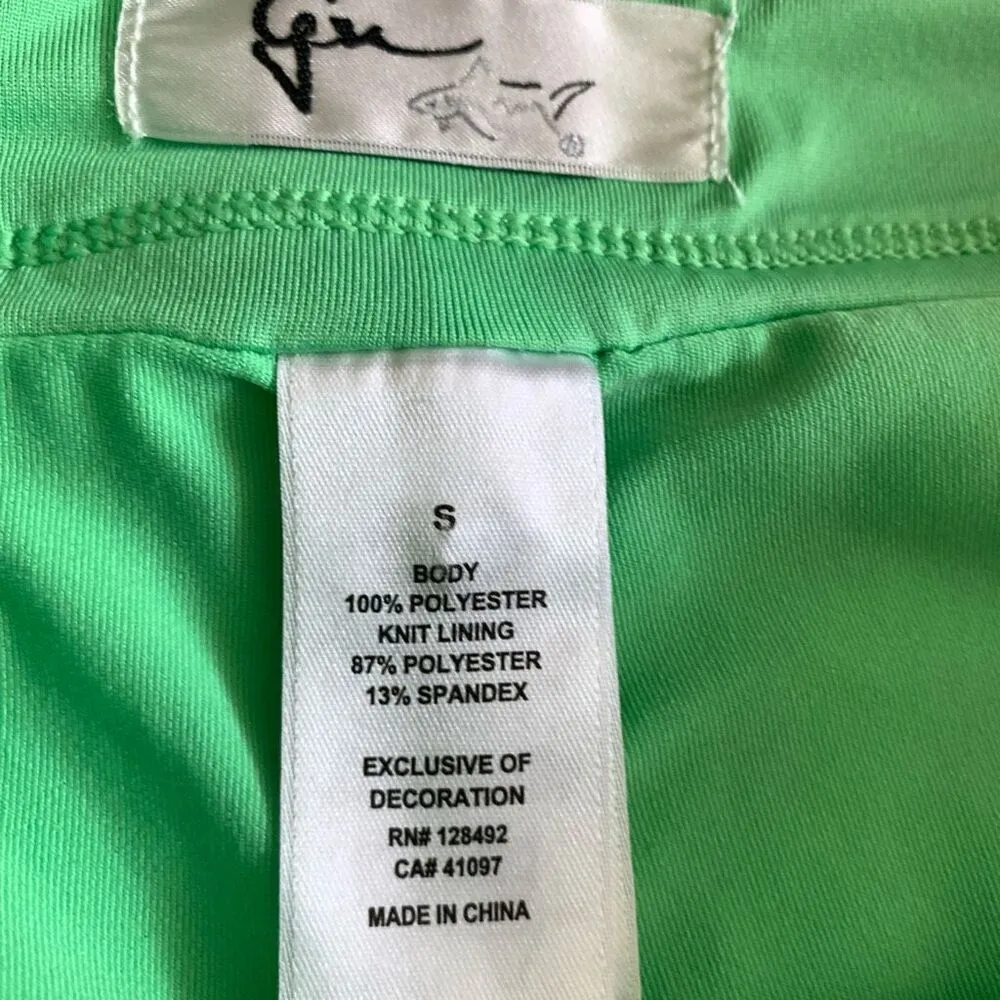 S
BODY
100% POLYESTER
KNIT LINING
87% POLYESTER
13% SPANDEX
EXCLUSIVE OF
DECORATION
RN# 128492
CA# 41097
MADE IN CHINA